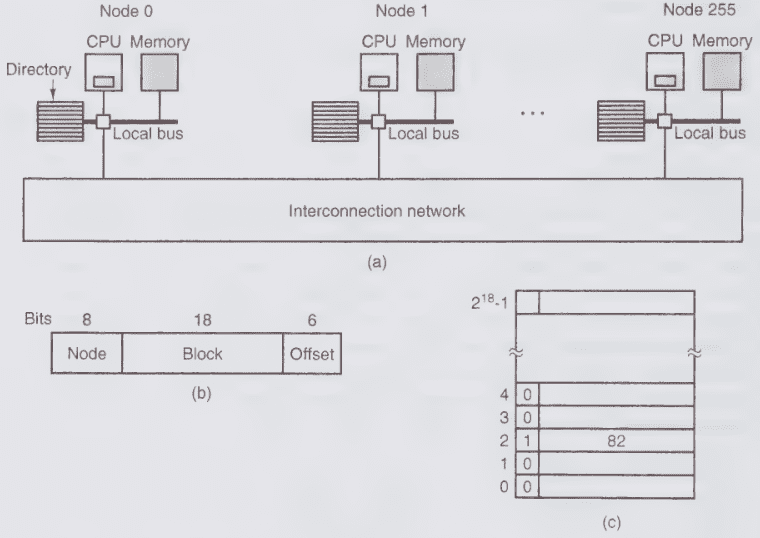 Node 0 Node 1 Node 255
CPU Memory CPU Memory CPU Memory
Directory
...
Local bus Local bus Local bus
Interconnection network
(a)
Bits 8 18 6
Node Block Offset
(b)
2^18-1
4 0
3 0
2 1 82
1 0
0 0
(c)